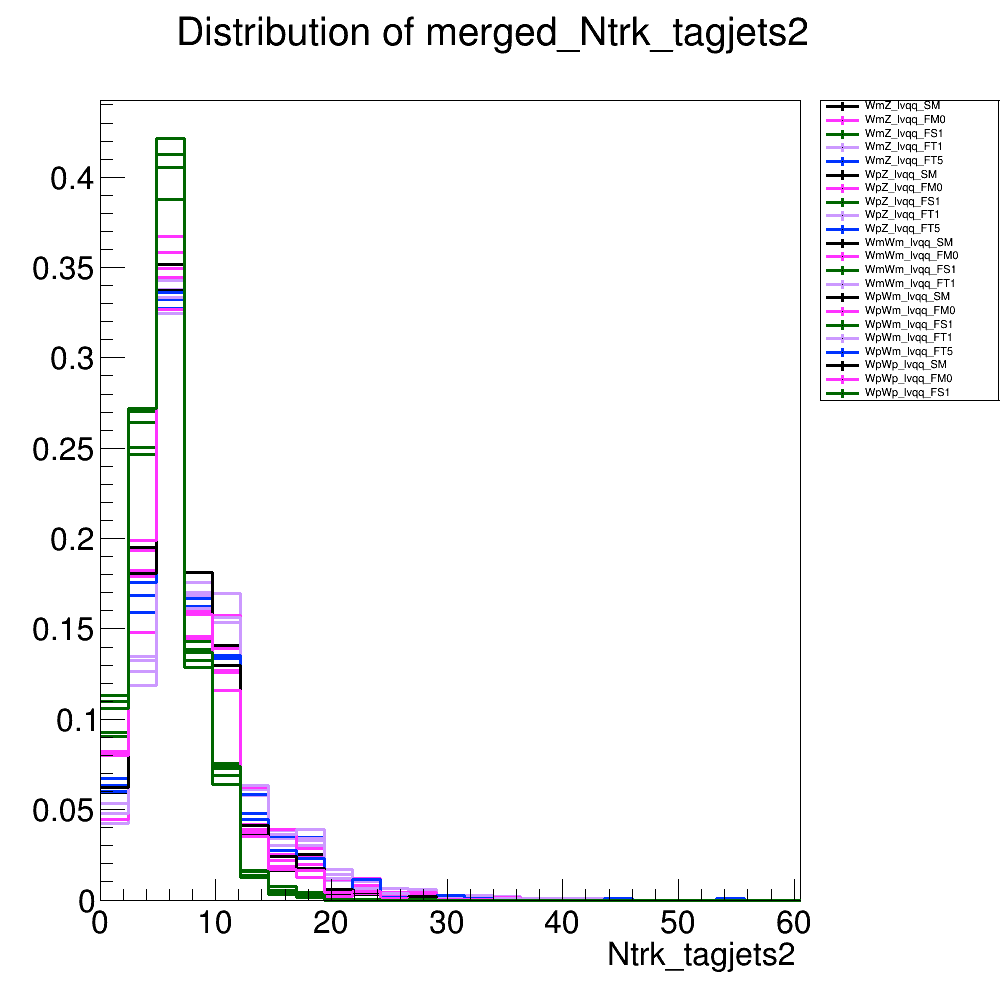 Distribution of merged_Ntrk_tagjets2
WmZ_lvqq_SM
WmZ_lvqq_FM0
WmZ_lvqq_FS1
WmZ_lvqq_FT1
WmZ_lvqq_FT5
WpZ_lvqq_SM
WpZ_lvqq_FM0
WpZ_lvqq_FS1
WpZ_lvqq_FT1
WpZ_lvqq_FT5
WmWm_lvqq_SM
WmWm_lvqq_FM0
WmWm_lvqq_FS1
WmWm_lvqq_FT1
WpWm_lvqq_SM
WpWm_lvqq_FM0
WpWm_lvqq_FS1
WpWm_lvqq_FT1
WpWm_lvqq_FT5
WpWp_lvqq_SM
WpWp_lvqq_FM0
WpWp_lvqq_FS1
0.4
0.35
0.3
0.25
0.2
0.15
0.1
0.05
0
0 10 20 30 40 50 60
Ntrk_tagjets2